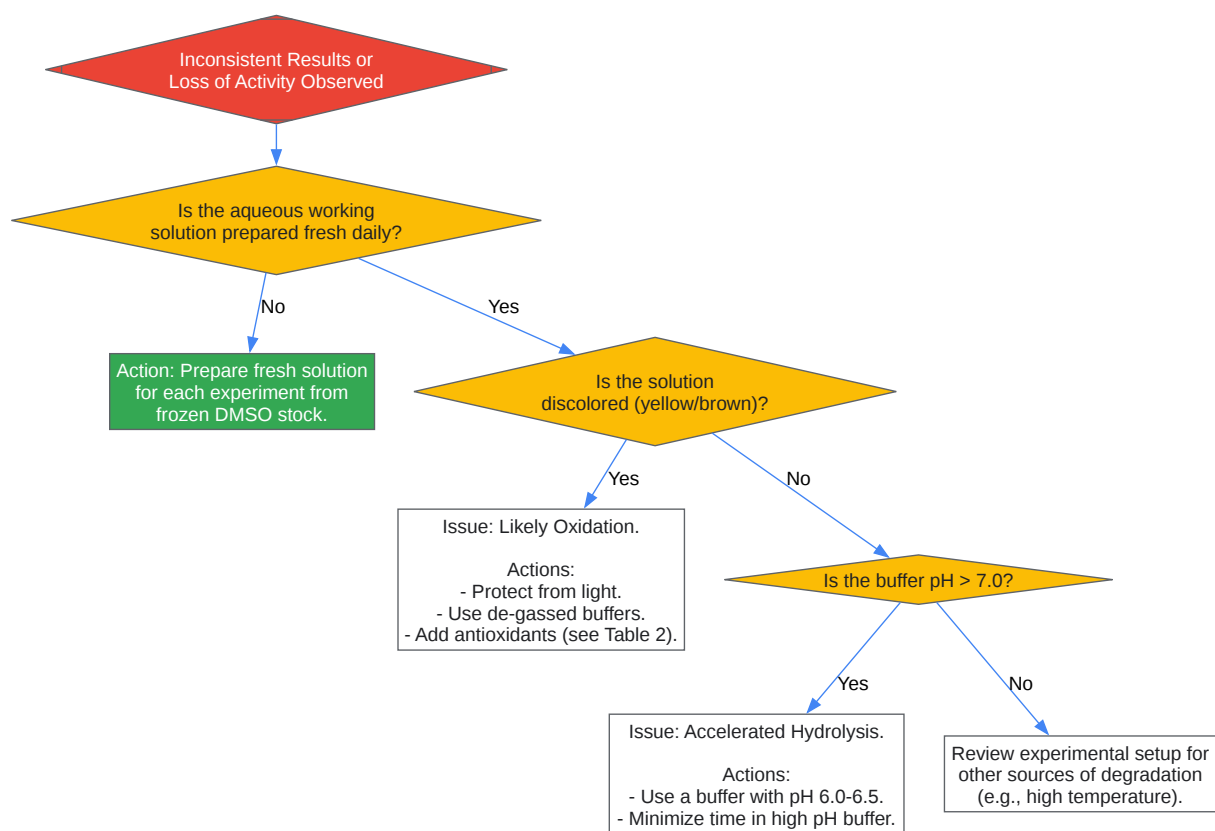 Inconsistent Results or
Loss of Activity Observed
Is the aqueous working
solution prepared fresh daily?
No
Yes
Action: Prepare fresh solution
for each experiment from
frozen DMSO stock.
Is the solution
discolored (yellow/brown)?
Yes
No
Issue: Likely Oxidation.
Actions:
- Protect from light.
- Use de-gassed buffers.
- Add antioxidants (see Table 2).
Is the buffer pH > 7.0?
Yes
No
Issue: Accelerated Hydrolysis.
Actions:
- Use a buffer with pH 6.0-6.5.
- Minimize time in high pH buffer.
Review experimental setup for
other sources of degradation
(e.g., high temperature).